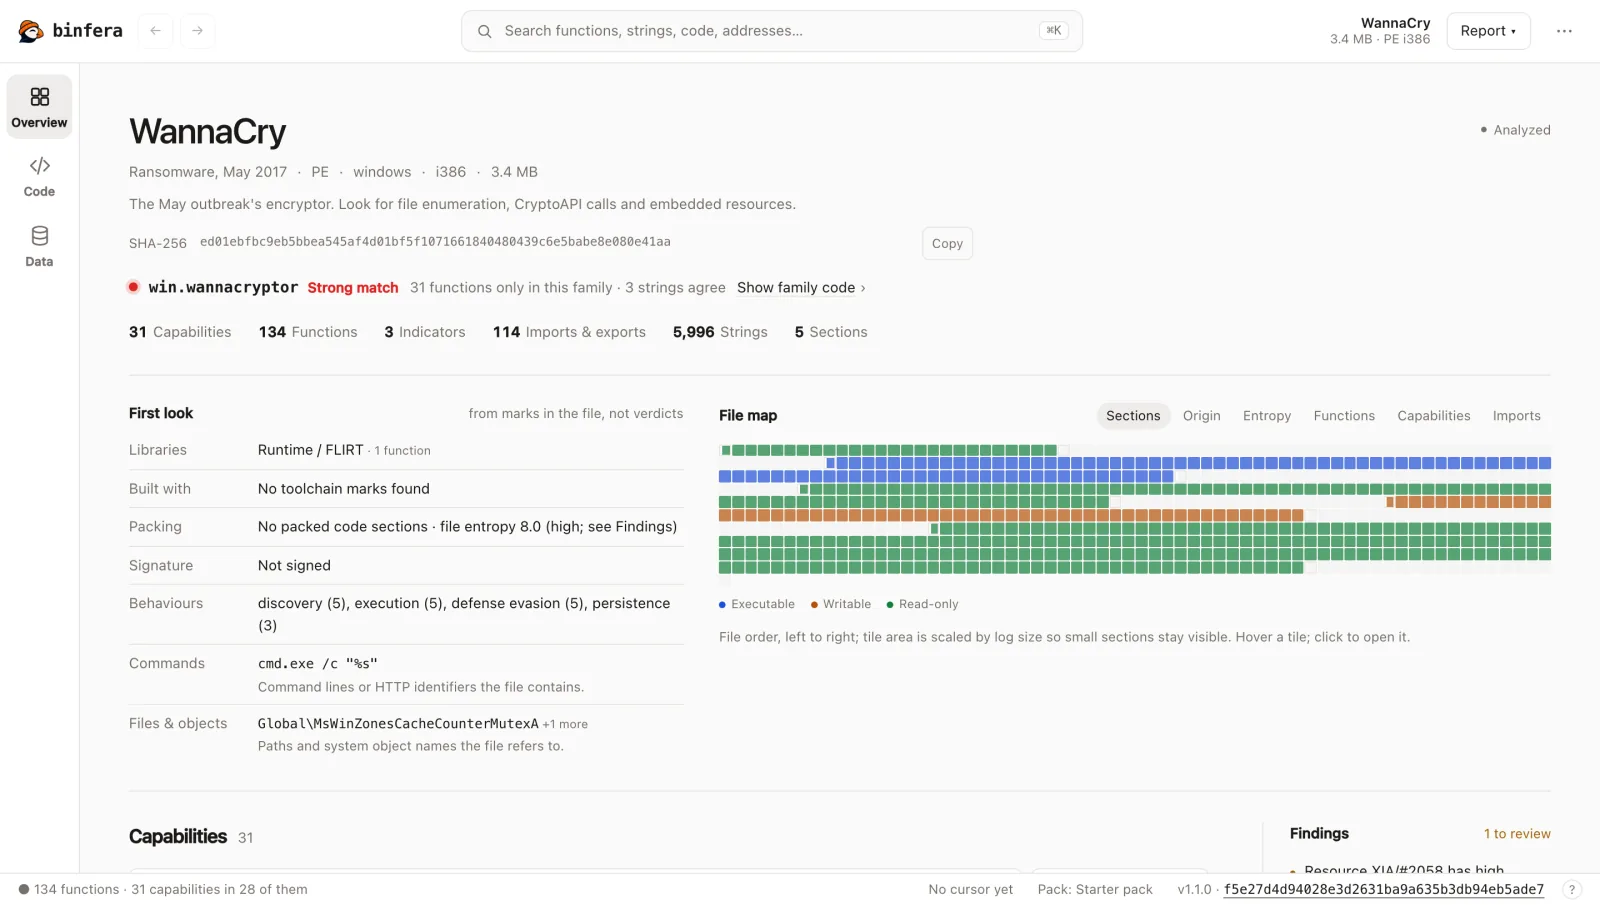 binfera
← →
Search functions, strings, code, addresses...
⌘K
WannaCry
3.4 MB · PE i386
Report ▾
···
Overview
Code
Data
WannaCry
Analyzed
Ransomware, May 2017 · PE · windows · i386 · 3.4 MB
The May outbreak's encryptor. Look for file enumeration, CryptoAPI calls and embedded resources.
SHA-256 ed01ebfbc9eb5bbea545af4d01bf5f1071661840480439c6e5babe8e080e41aa Copy
win.wannacryptor Strong match 31 functions only in this family · 3 strings agree Show family code ›
31 Capabilities 134 Functions 3 Indicators 114 Imports & exports 5,996 Strings 5 Sections
First look from marks in the file, not verdicts
Libraries Runtime / FLIRT · 1 function
Built with No toolchain marks found
Packing No packed code sections · file entropy 8.0 (high; see Findings)
Signature Not signed
Behaviours discovery (5), execution (5), defense evasion (5), persistence
(3)
Commands cmd.exe /c "%s"
Command lines or HTTP identifiers the file contains.
Files & objects Global\MsWinZonesCacheCounterMutexA +1 more
Paths and system object names the file refers to.
File map Sections Origin Entropy Functions Capabilities Imports
Executable Writable Read-only
File order, left to right; tile area is scaled by log size so small sections stay visible. Hover a tile; click to open it.
Capabilities 31
Findings 1 to review
Resource XIA/#2058 has high
134 functions · 31 capabilities in 28 of them
No cursor yet Pack: Starter pack v1.1.0 · f5e27d4d94028e3d2631ba9a635b3db94eb5ade7 ?